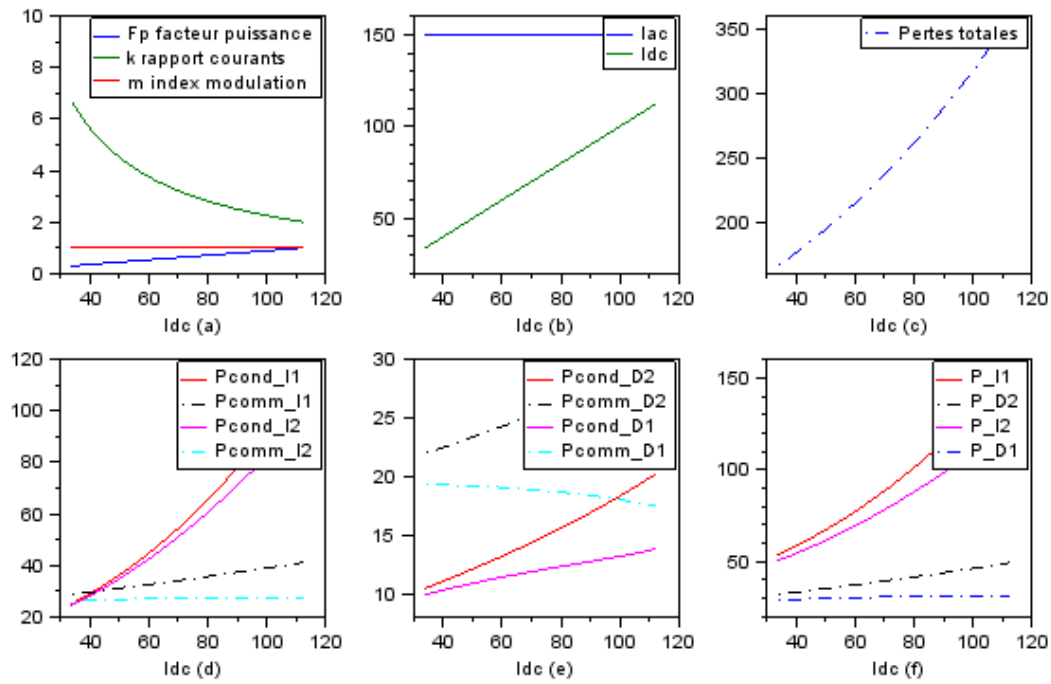 10
8
6
4
2
0
Fp facteur puissance
k rapport courants
m index modulation
40 60 80 100 120
Idc (a)
150
100
50
Iac
Idc
40 60 80 100 120
Idc (b)
350
300
250
200
Pertes totales
40 60 80 100 120
Idc (c)
120
100
80
60
40
20
Pcond_I1
Pcomm_I1
Pcond_I2
Pcomm_I2
40 60 80 100 120
Idc (d)
30
25
20
15
10
Pcond_D2
Pcomm_D2
Pcond_D1
Pcomm_D1
40 60 80 100 120
Idc (e)
150
100
50
P_I1
P_D2
P_I2
P_D1
40 60 80 100 120
Idc (f)